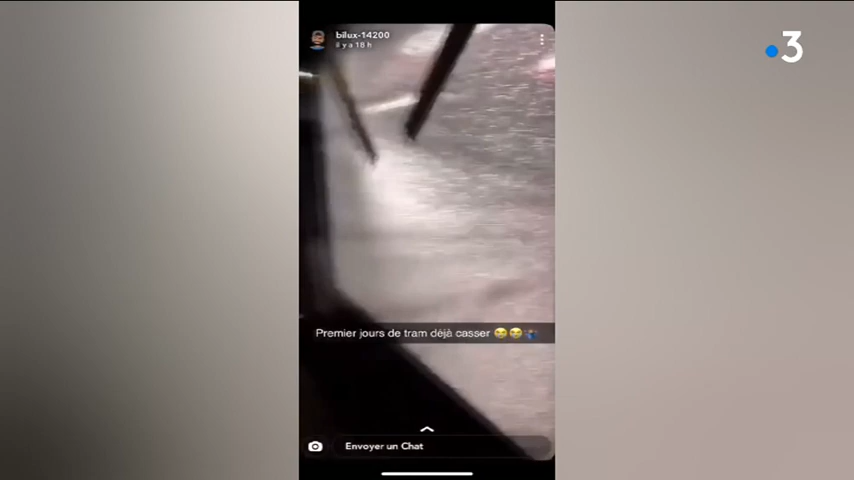 bilux-14200
il y a 18 h
3
Premier jours de tram déjà casser 😂😂
Envoyer un Chat